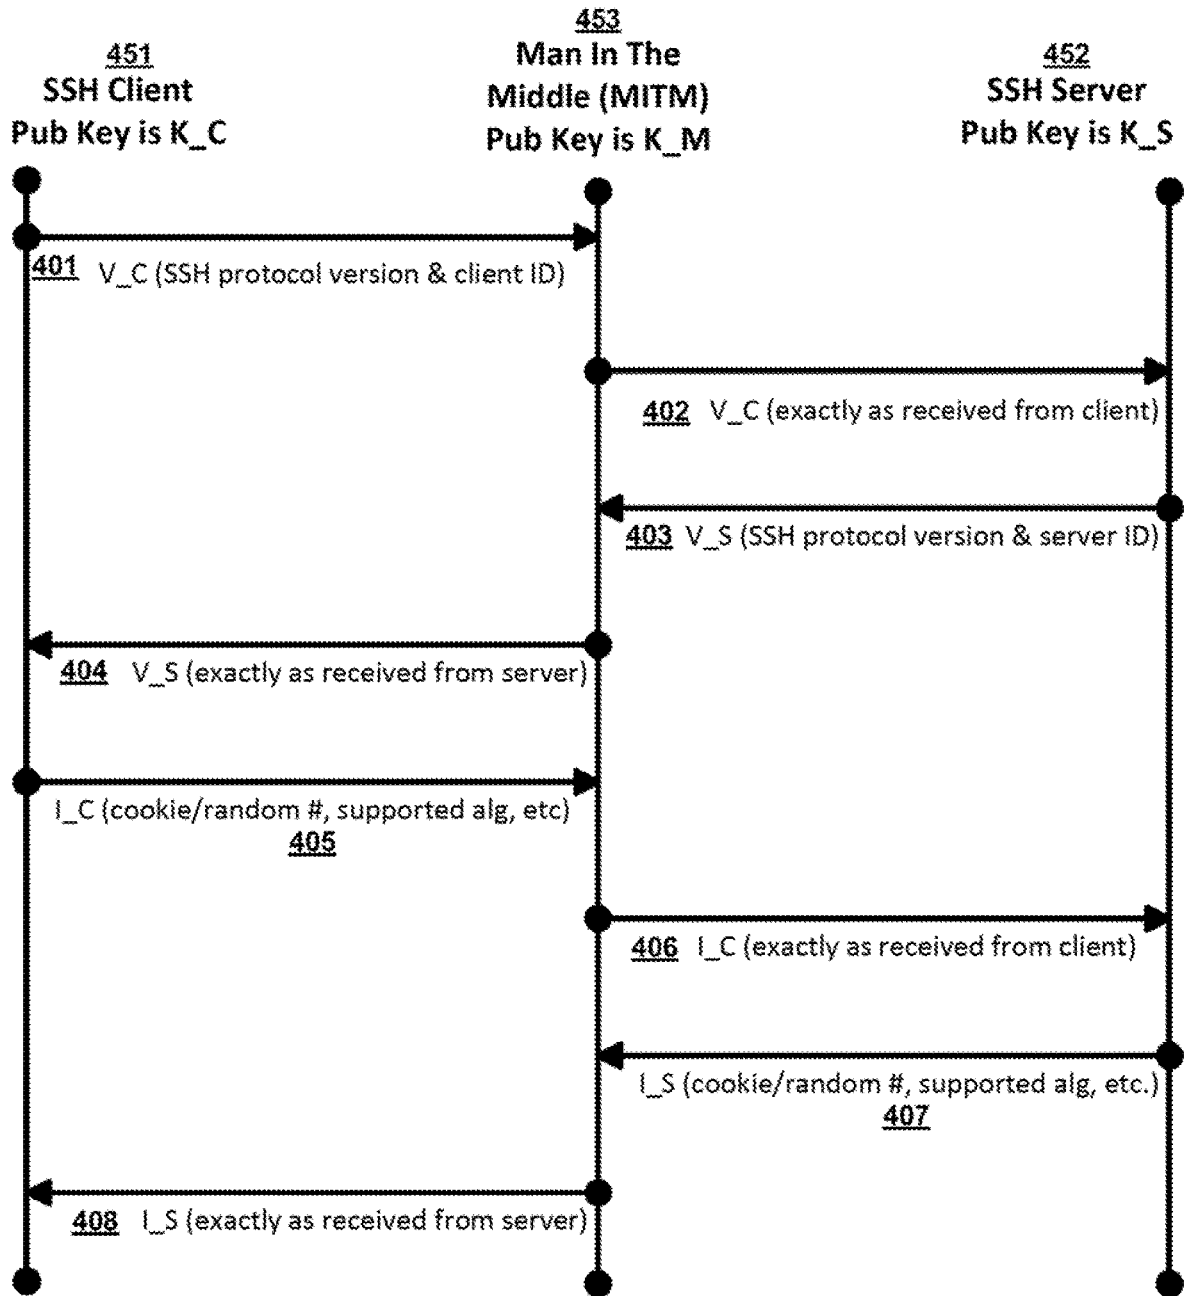 451
SSH Client
Pub Key is K_C
453
Man In The
Middle (MITM)
Pub Key is K_M
452
SSH Server
Pub Key is K_S
401 V_C (SSH protocol version & client ID)
402 V_C (exactly as received from client)
403 V_S (SSH protocol version & server ID)
404 V_S (exactly as received from server)
I_C (cookie/random #, supported alg, etc)
405
406 I_C (exactly as received from client)
I_S (cookie/random #, supported alg, etc.)
407
408 I_S (exactly as received from server)